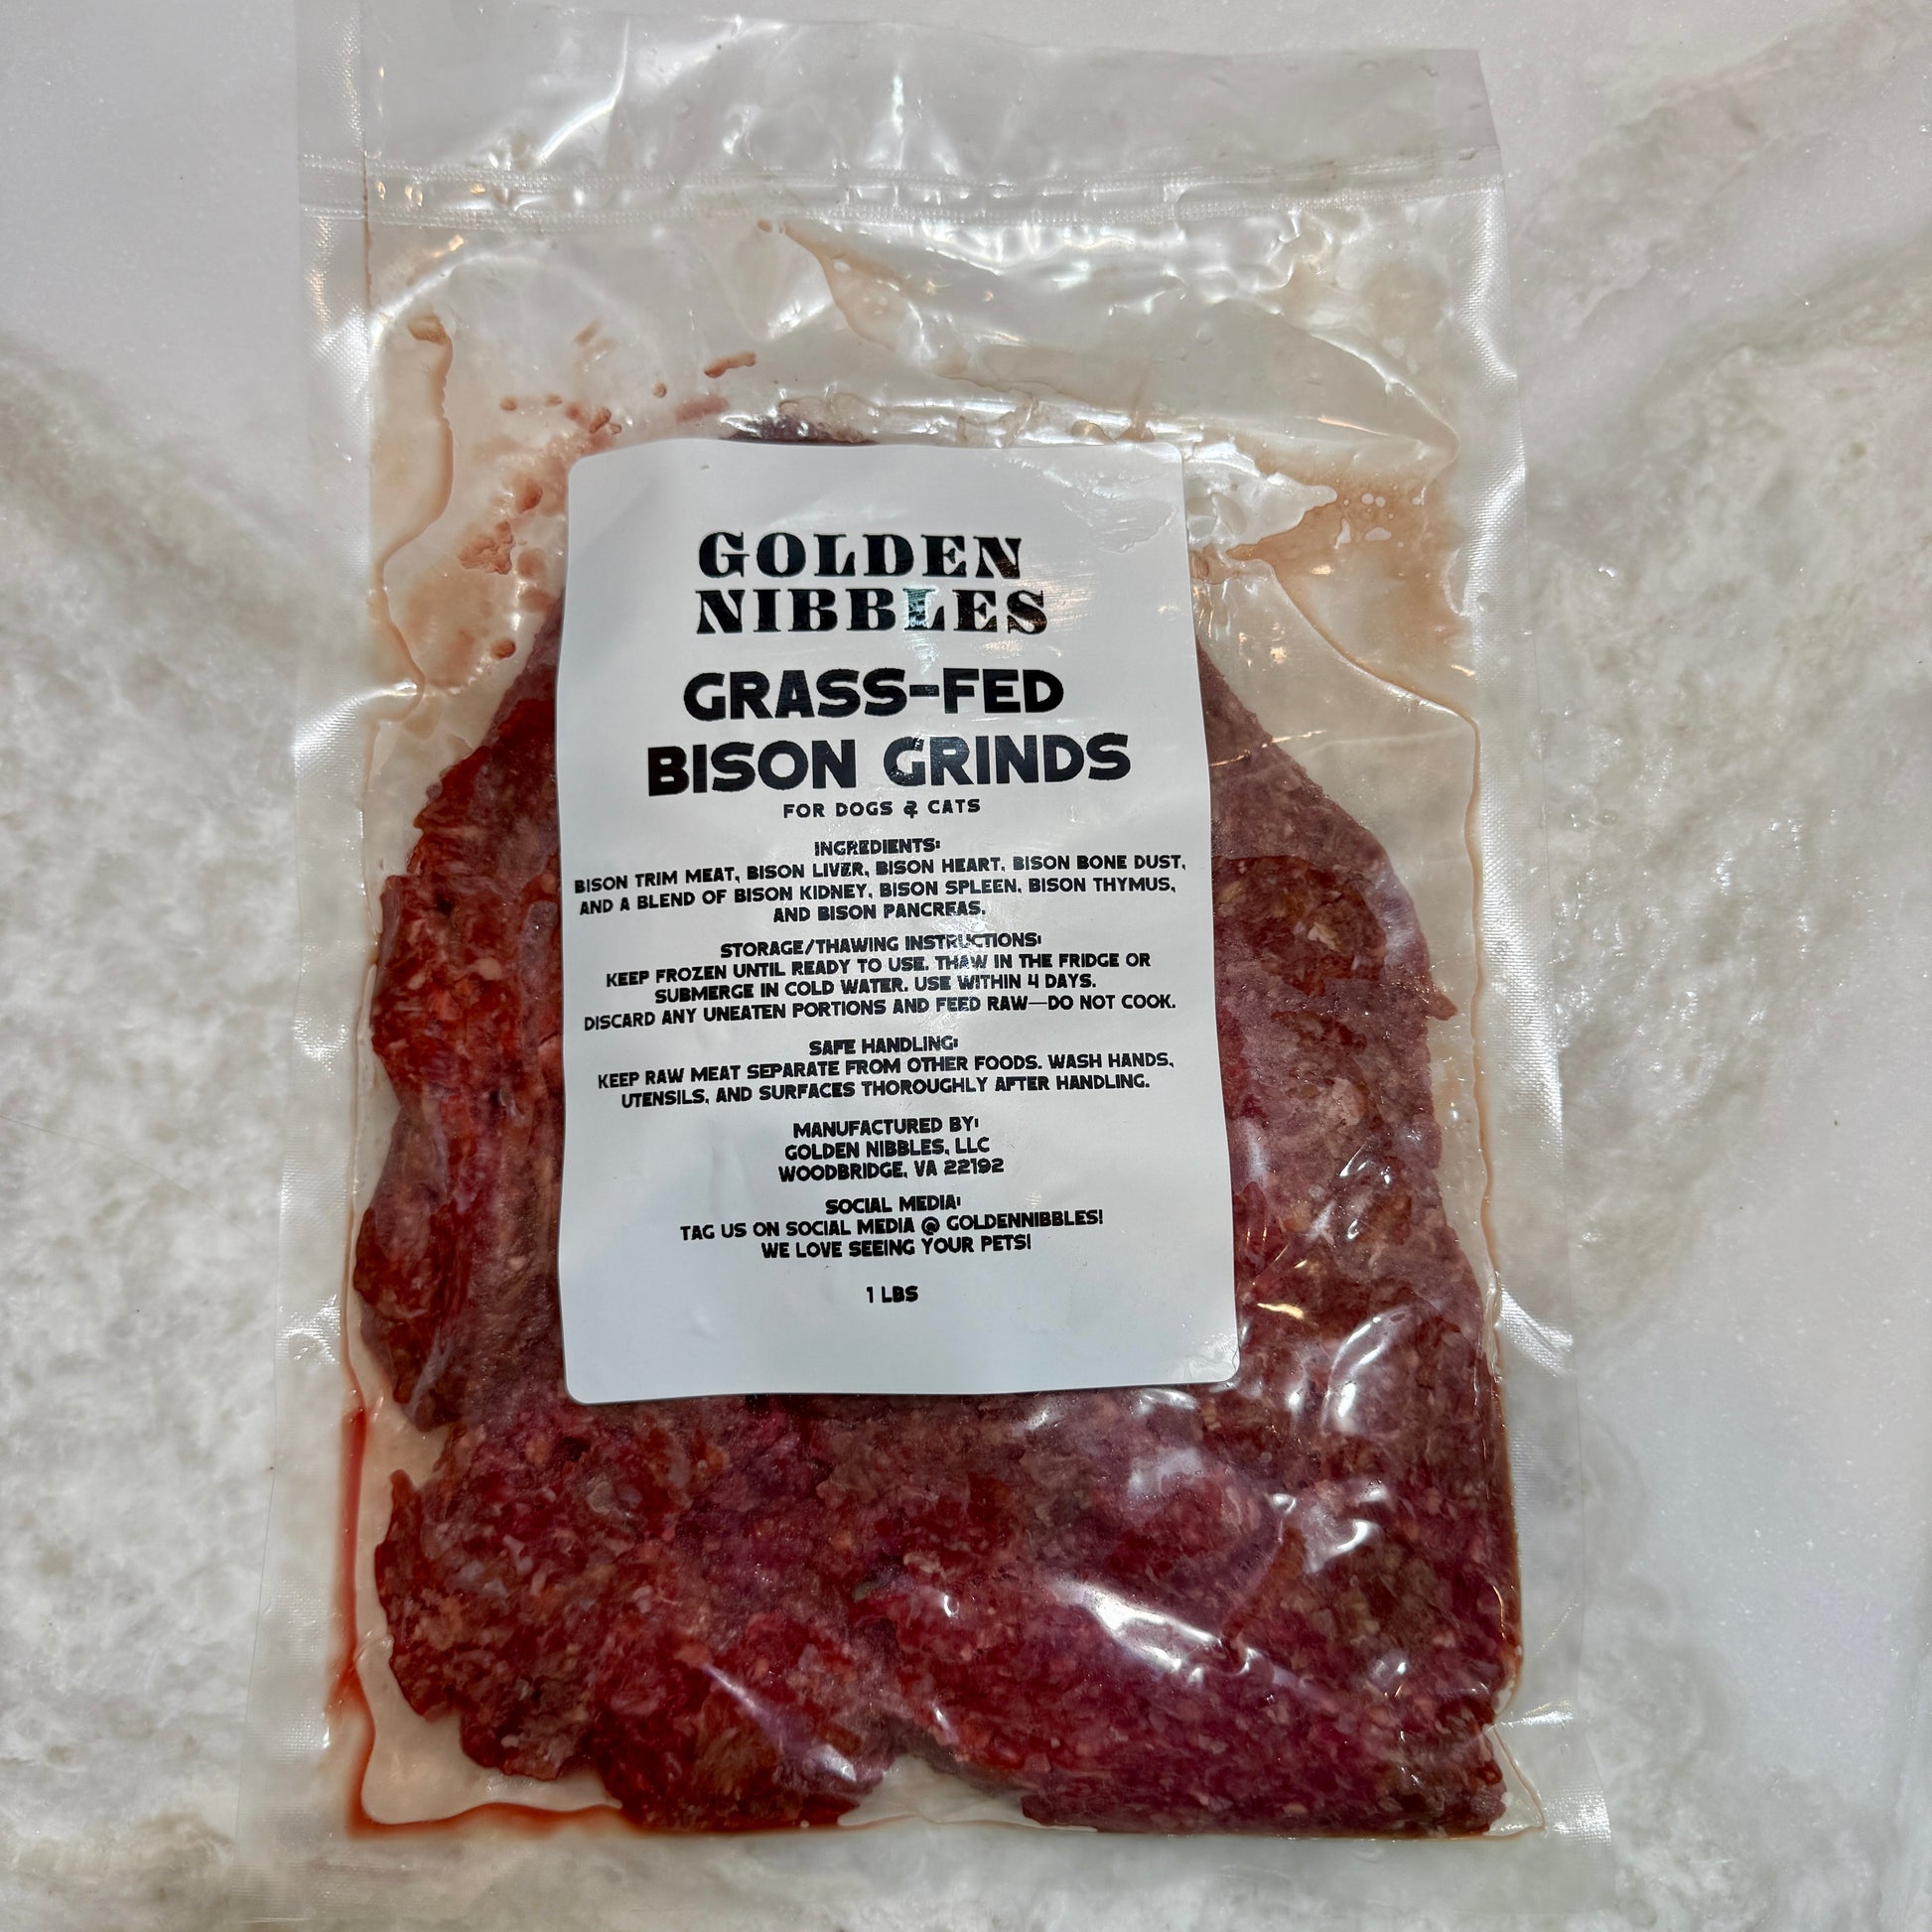 GOLDEN
NIBBLES
GRASS-FED
BISON GRINDS
FOR DOGS & CATS
INGREDIENTS:
BISON TRIM MEAT, BISON LIVER, BISON HEART, BISON BONE DUST,
AND A BLEND OF BISON KIDNEY, BISON SPLEEN, BISON THYMUS,
AND BISON PANCREAS.
STORAGE/THAWING INSTRUCTIONS:
KEEP FROZEN UNTIL READY TO USE. THAW IN THE FRIDGE OR
SUBMERGE IN COLD WATER. USE WITHIN 4 DAYS.
DISCARD ANY UNEATEN PORTIONS AND FEED RAW—DO NOT COOK.
SAFE HANDLING:
KEEP RAW MEAT SEPARATE FROM OTHER FOODS. WASH HANDS,
UTENSILS, AND SURFACES THOROUGHLY AFTER HANDLING.
MANUFACTURED BY:
GOLDEN NIBBLES, LLC
WOODBRIDGE, VA 22192
SOCIAL MEDIA:
TAG US ON SOCIAL MEDIA @ GOLDENNIBBLES!
WE LOVE SEEING YOUR PETS!
1 LBS